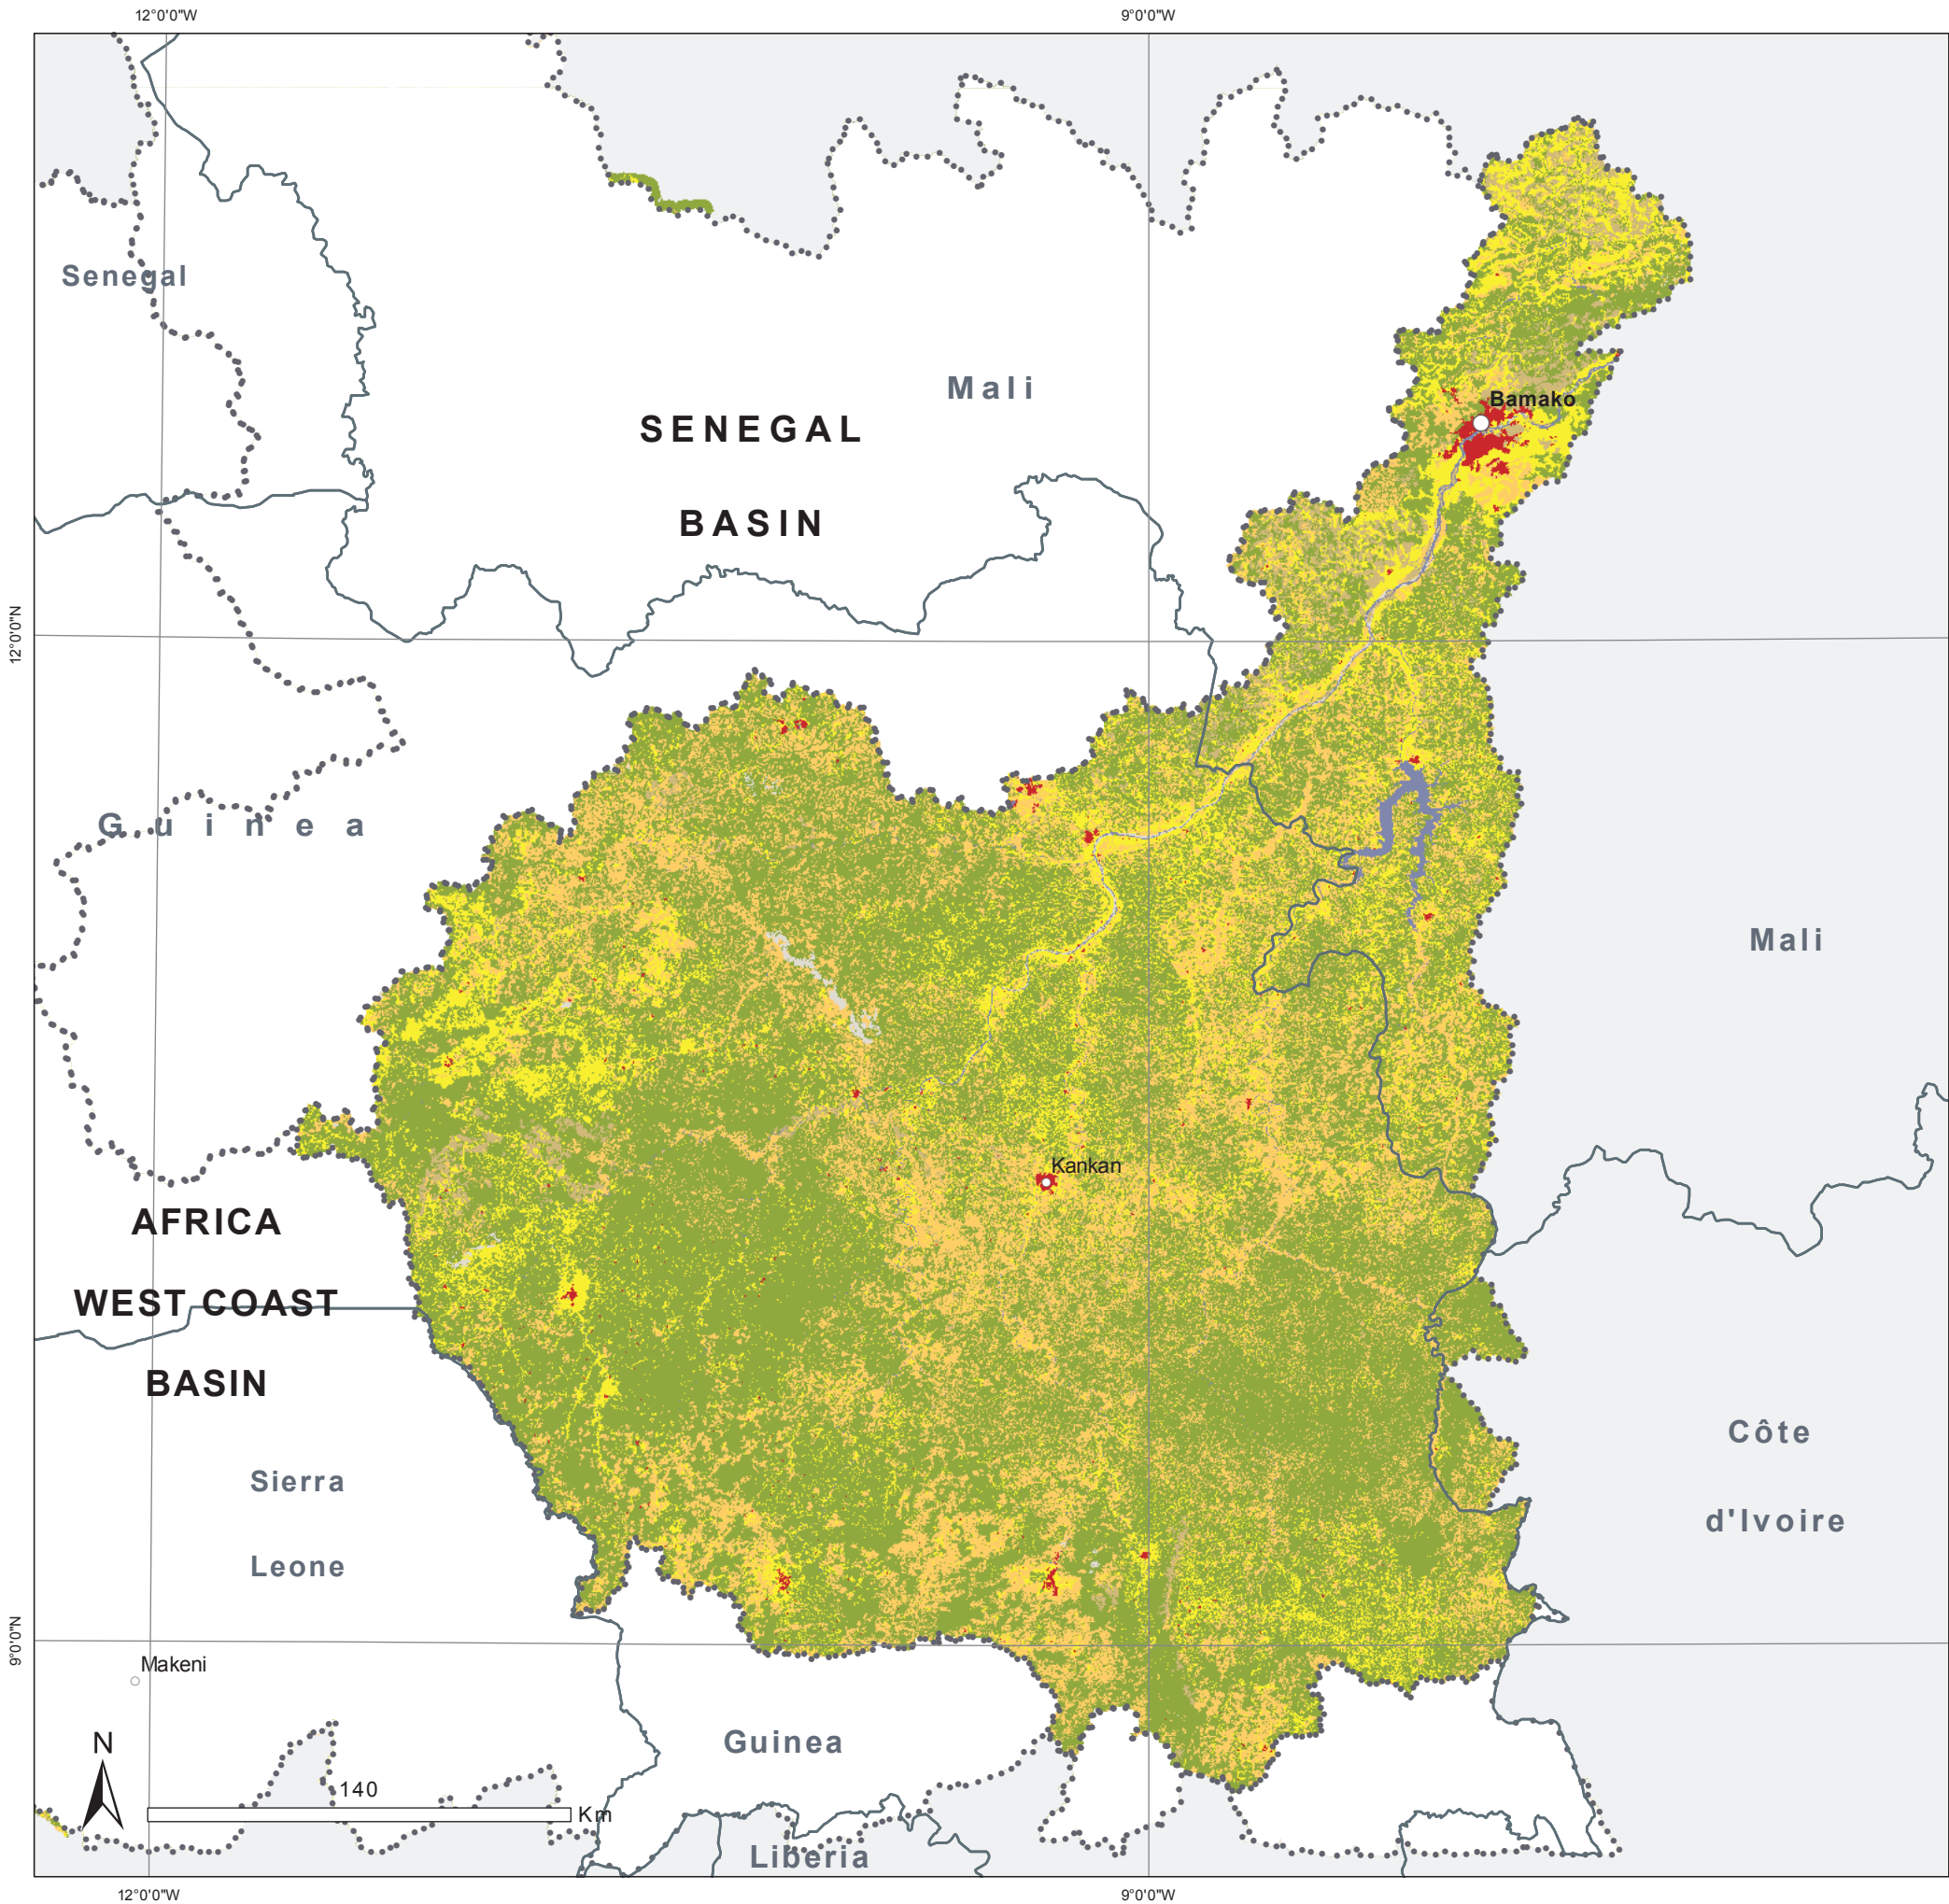 12°0'0"W
9°0'0"W
Senegal
Mali
Bamako
SENEGAL
BASIN
12°0'0"N
Guinea
Mali
Kankan
AFRICA
WEST COAST
BASIN
Côte
d'Ivoire
Sierra
Leone
9°0'0"N
Makeni
Guinea
N
140
Km
Liberia
12°0'0"W
9°0'0"W